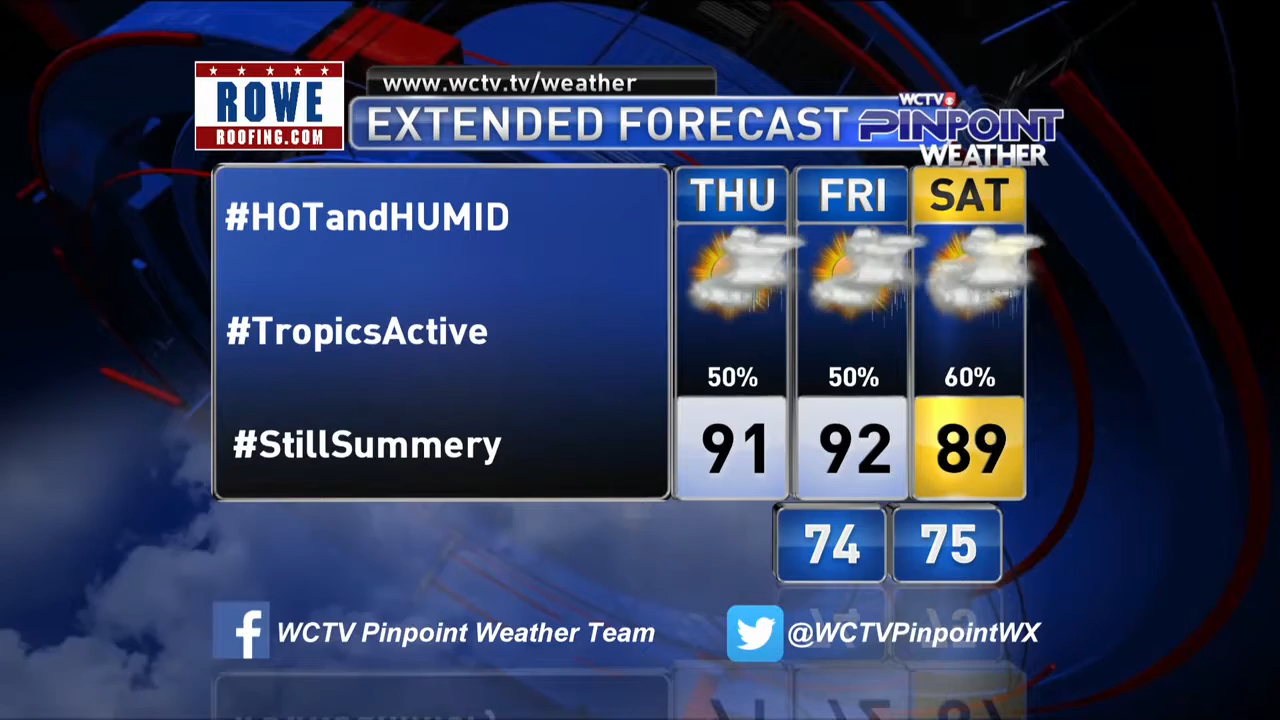 ROWE
ROOFING.COM
www.wctv.tv/weather
EXTENDED FORECAST
WCTV
PINPOINT
WEATHER
#HOTandHUMID
#TropicsActive
#StillSummery
THU FRI SAT
50% 50% 60%
91 92 89
74 75
f WCTV Pinpoint Weather Team
@WCTVPinpointWX